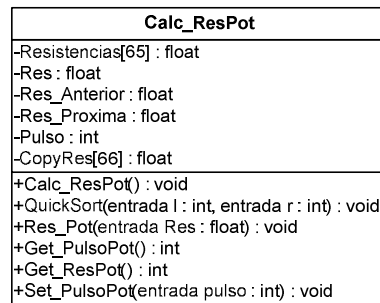 Calc_ResPot
-Resistencias[65] : float
-Res : float
-Res_Anterior : float
-Res_Proxima : float
-Pulso : int
-CopyRes[66] : float
+Calc_ResPot() : void
+QuickSort(entrada l : int, entrada r : int) : void
+Res_Pot(entrada Res : float) : void
+Get_PulsoPot() : int
+Get_ResPot() : int
+Set_PulsoPot(entrada pulso : int) : void